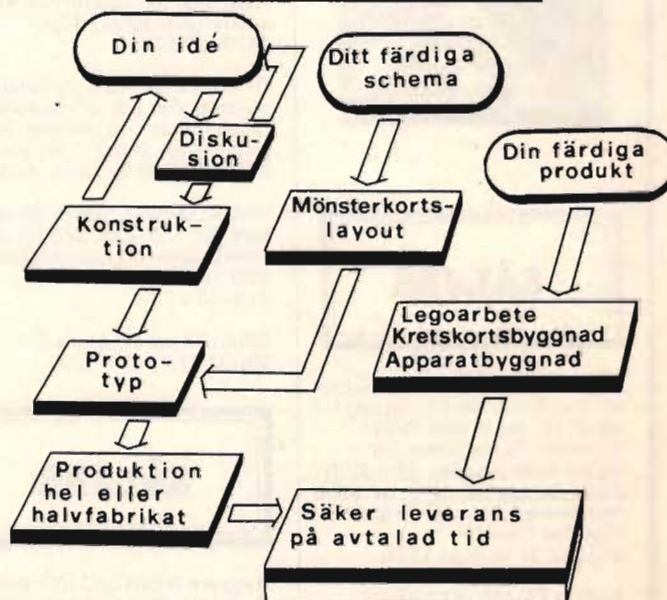 Din idé
Ditt färdiga
schema
Disku-
sion
Din färdiga
produkt
Konstruk-
tion
Mönsterkorts-
layout
Legoarbete
Kretskortsbyggnad
Apparatbyggnad
Proto-
typ
Produktion
hel eller
halvfabrikat
Säker leverans
på avtalad tid